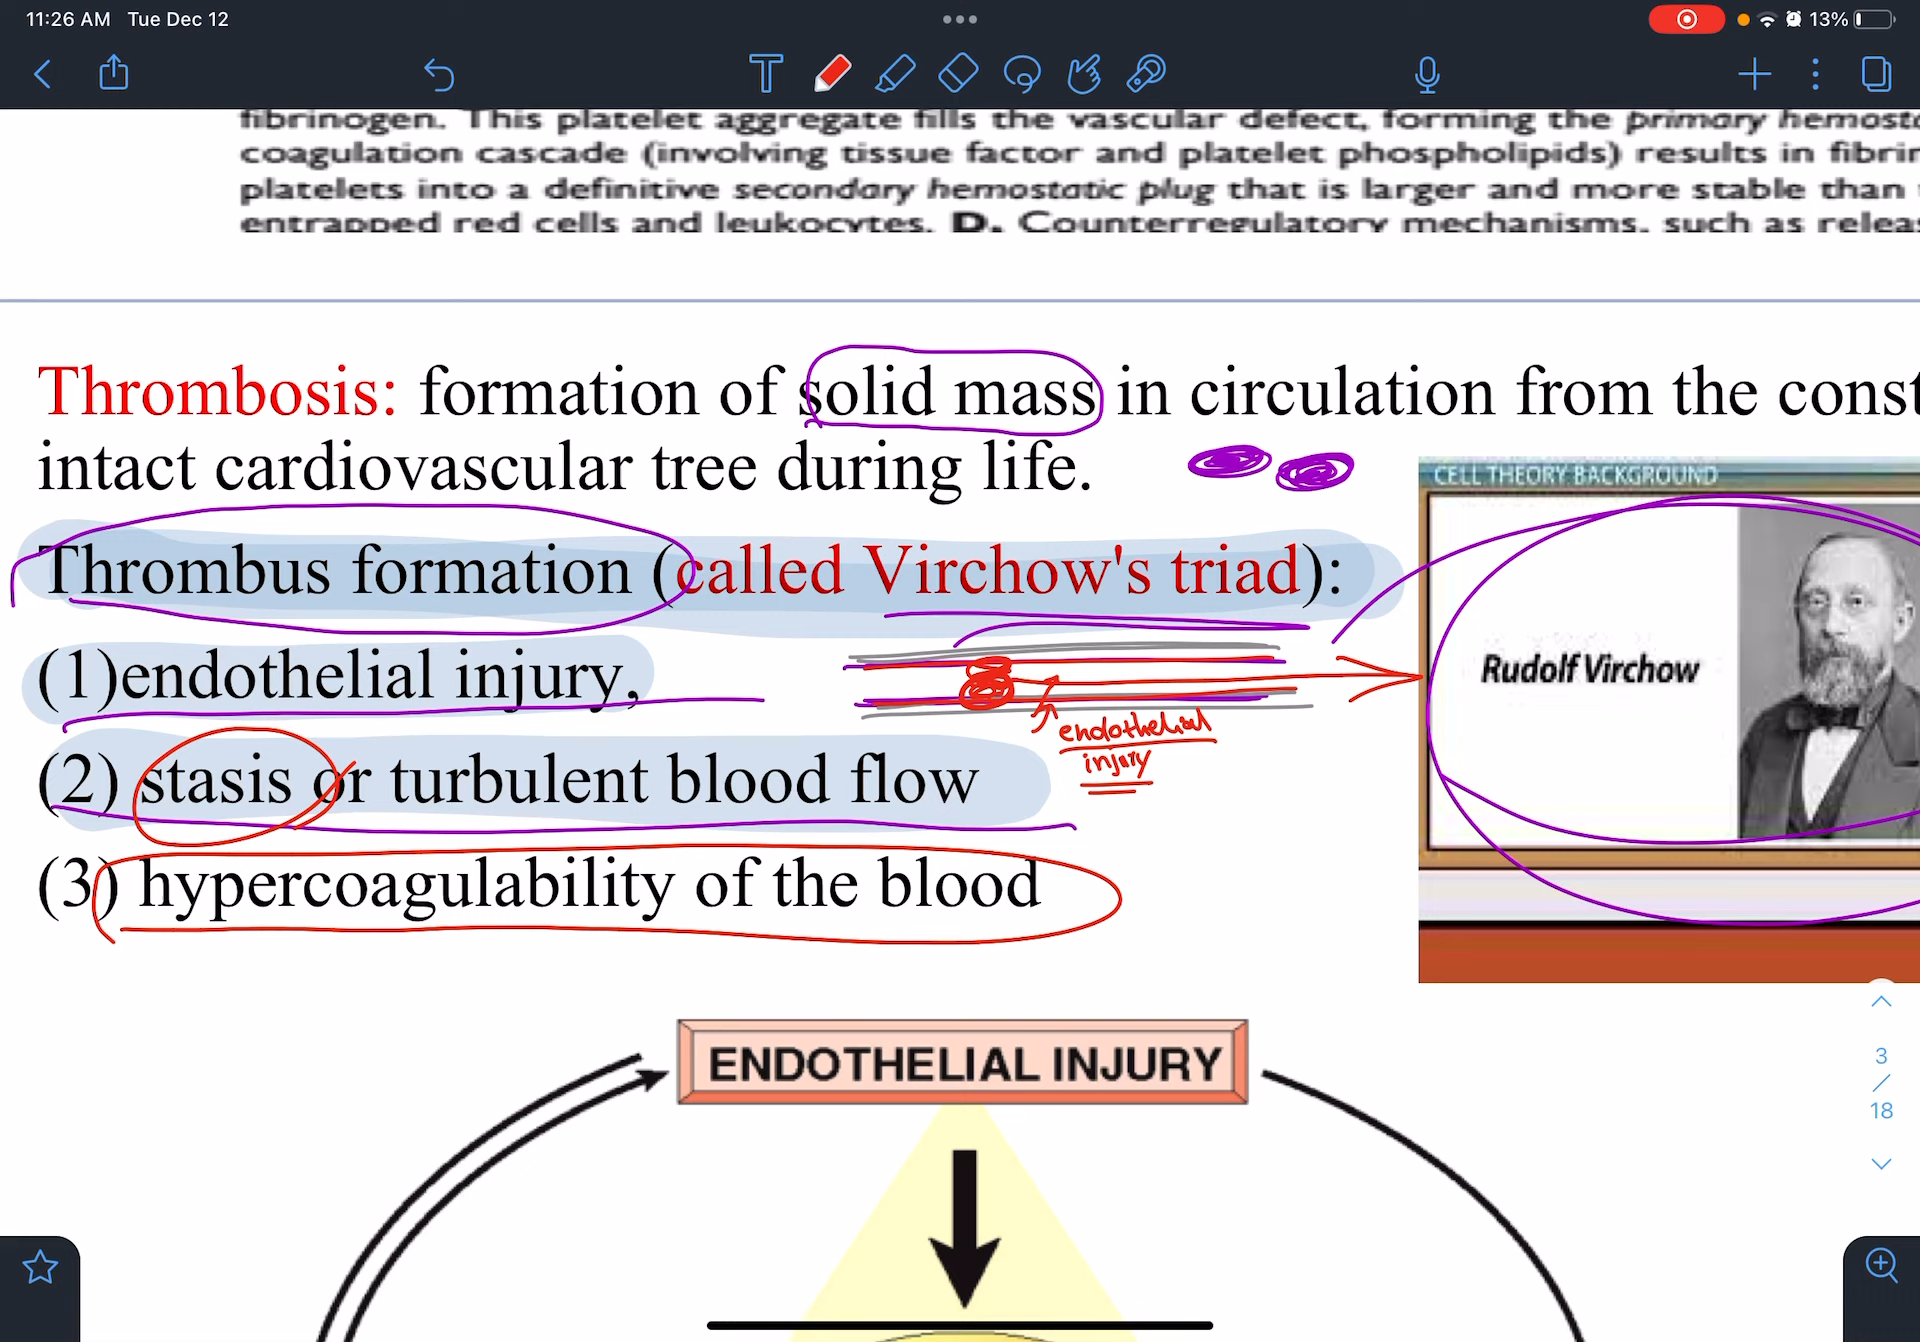 11:26 AM Tue Dec 12
13%
fibrinogen. This platelet aggregate fills the vascular defect, forming the primary
coagulation cascade (involving tissue factor and platelet phospholipids) results in
platelets into a definitive secondary hemostatic plug that is larger and more stable than
entrapped red cells and leukocytes. D. Counterregulatory mechanisms, such as
Thrombosis: formation of solid mass in circulation from the
intact cardiovascular tree during life.
CELL THEORY BACKGROUND
Thrombus formation (called Virchow's triad):
(1)endothelial injury,
Rudolf Virchow
endothelial
injury
(2) stasis or turbulent blood flow
(3) hypercoagulability of the blood
ENDOTHELIAL INJURY
3
/
18